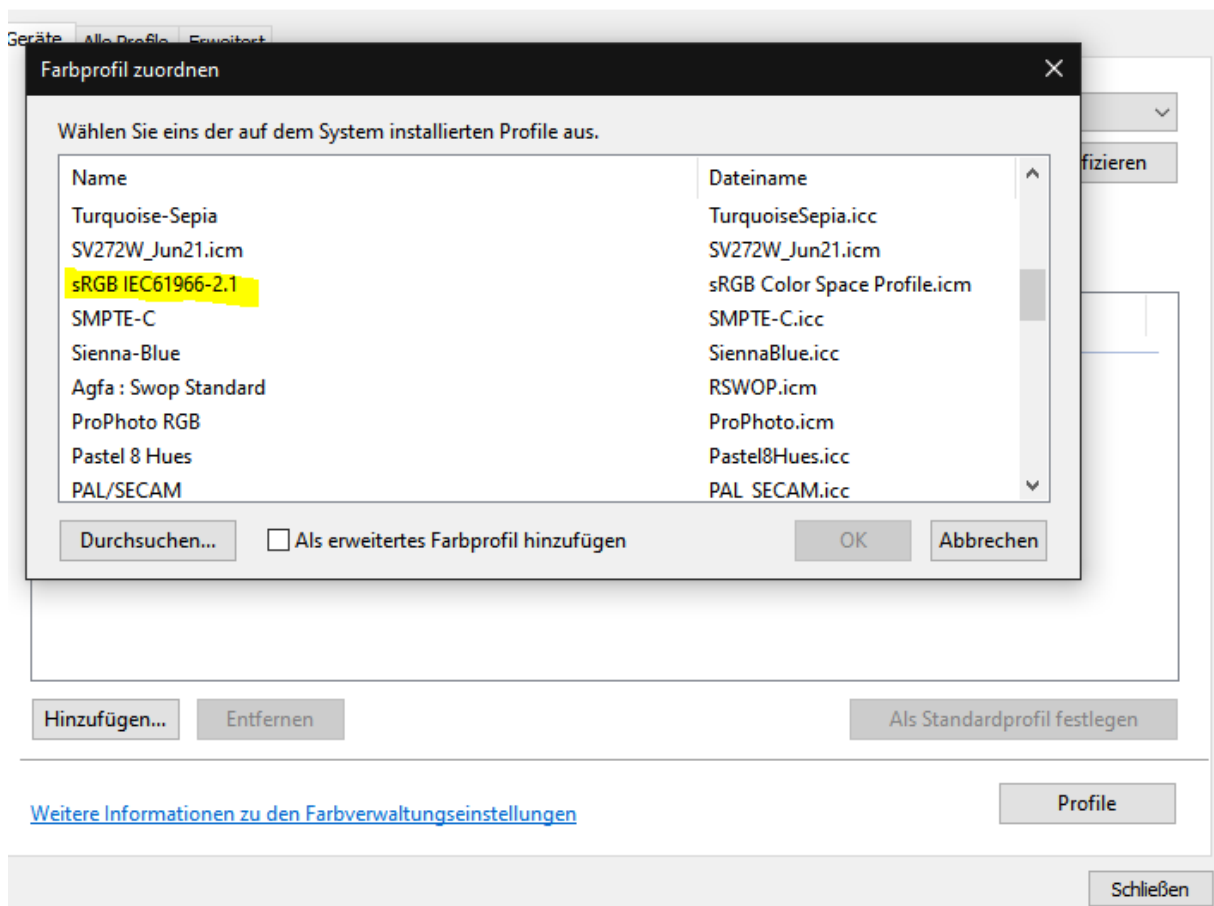 Geräte Alle Profile Erweitert
Farbprofil zuordnen
Wählen Sie eins der auf dem System installierten Profile aus.
Name Dateiname
fizieren
Turquoise-Sepia TurquoiseSepia.icc
SV272W_Jun21.icm SV272W_Jun21.icm
sRGB IEC61966-2.1 sRGB Color Space Profile.icm
SMPTE-C SMPTE-C.icc
Sienna-Blue SiennaBlue.icc
Agfa : Swop Standard RSWOP.icm
ProPhoto RGB ProPhoto.icm
Pastel 8 Hues Pastel8Hues.icc
PAL/SECAM PAL_SECAM.icc
Durchsuchen... Als erweitertes Farbprofil hinzufügen OK Abbrechen
Hinzufügen... Entfernen Als Standardprofil festlegen
Weitere Informationen zu den Farbverwaltungseinstellungen Profile
Schließen